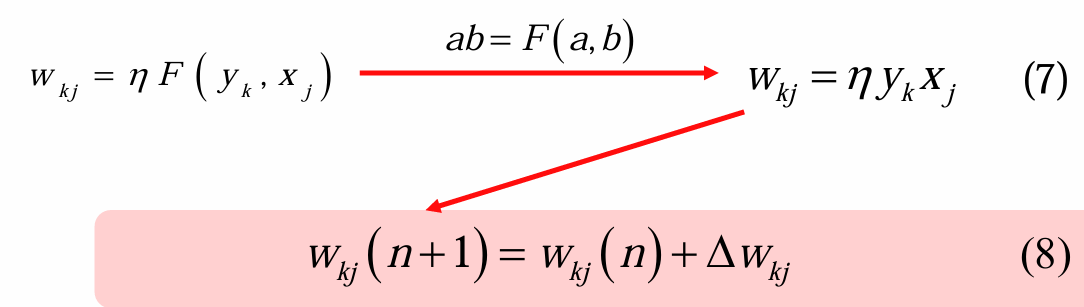 ab = F(a, b)
w_kj = η F ( y_k , x_j ) w_kj = η y_k x_j (7)
w_kj (n+1) = w_kj (n) + Δw_kj (8)